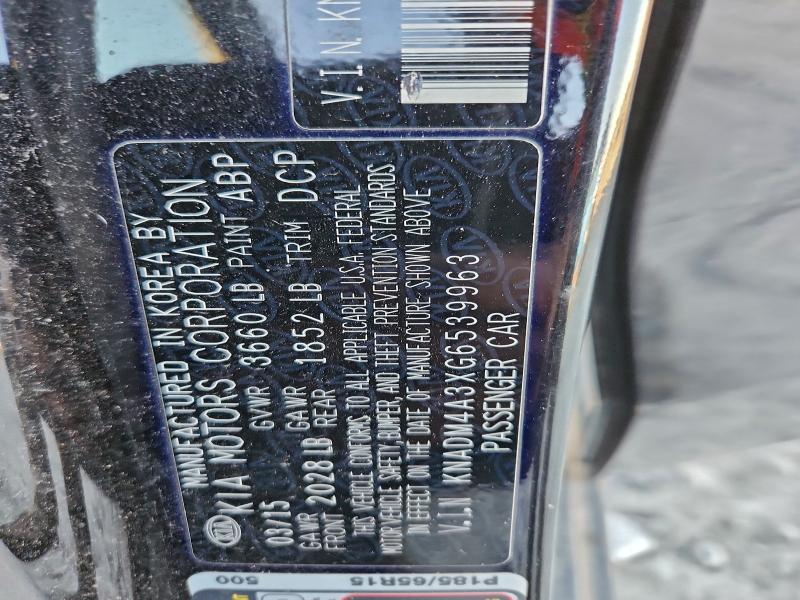 V.I.N. KN
MANUFACTURED IN KOREA BY
KIA KIA MOTORS CORPORATION
03/15 GVWR 3660 LB PAINT ABP
GAWR FRONT 2028 LB GAWR REAR 1852 LB TRIM DCP
THIS VEHICLE CONFORMS TO ALL APPLICABLE U.S.A. FEDERAL
MOTOR VEHICLE SAFETY, BUMPER, AND THEFT PREVENTION STANDARDS
IN EFFECT ON THE DATE OF MANUFACTURE SHOWN ABOVE
V.I.N KNADM4A3XG6539963
PASSENGER CAR
P185/65R15
500